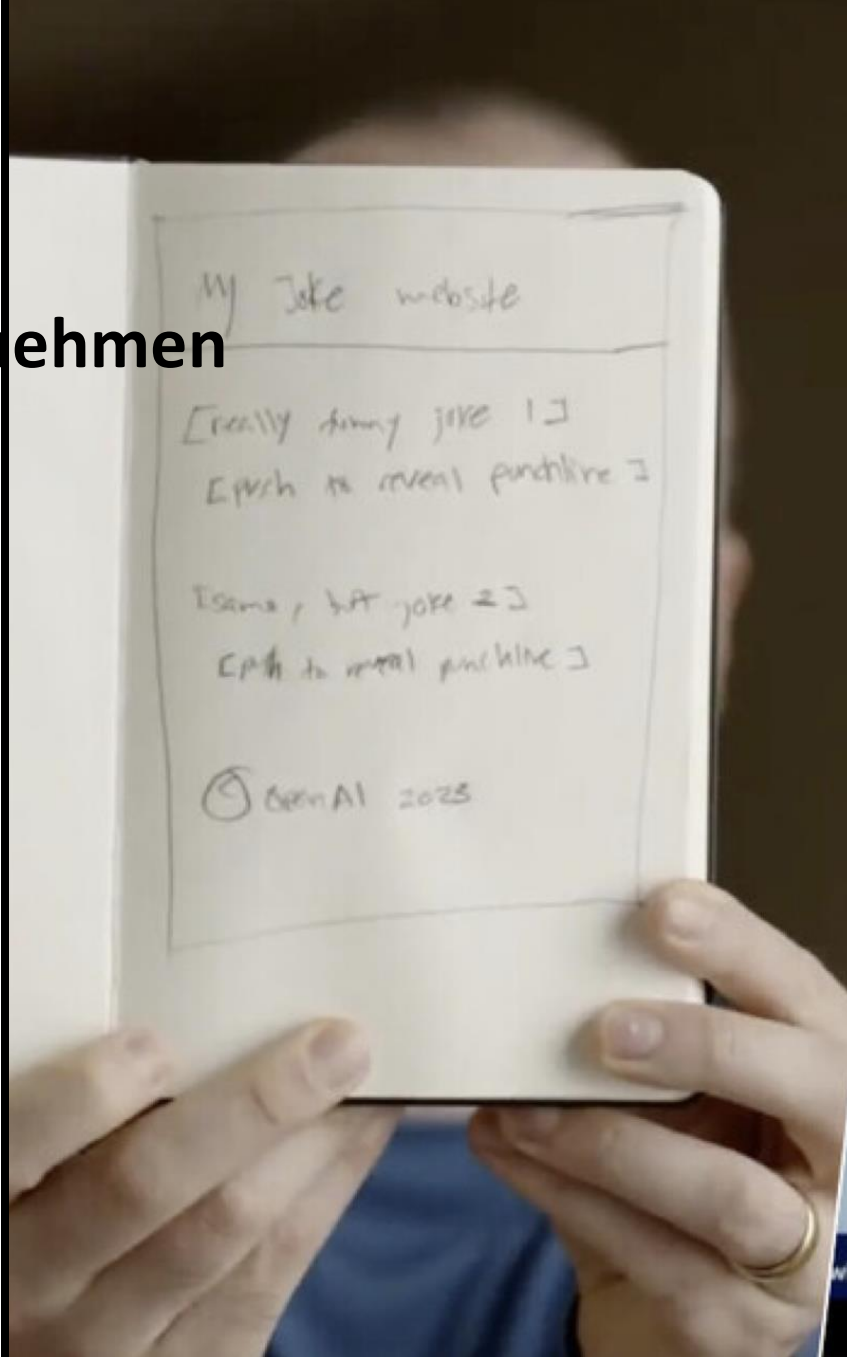 My Joke website
ehmen
[really funny joke 1]
[push to reveal punchline]
[same, but joke 2]
[push to reveal punchline]
© OpenAI 2023